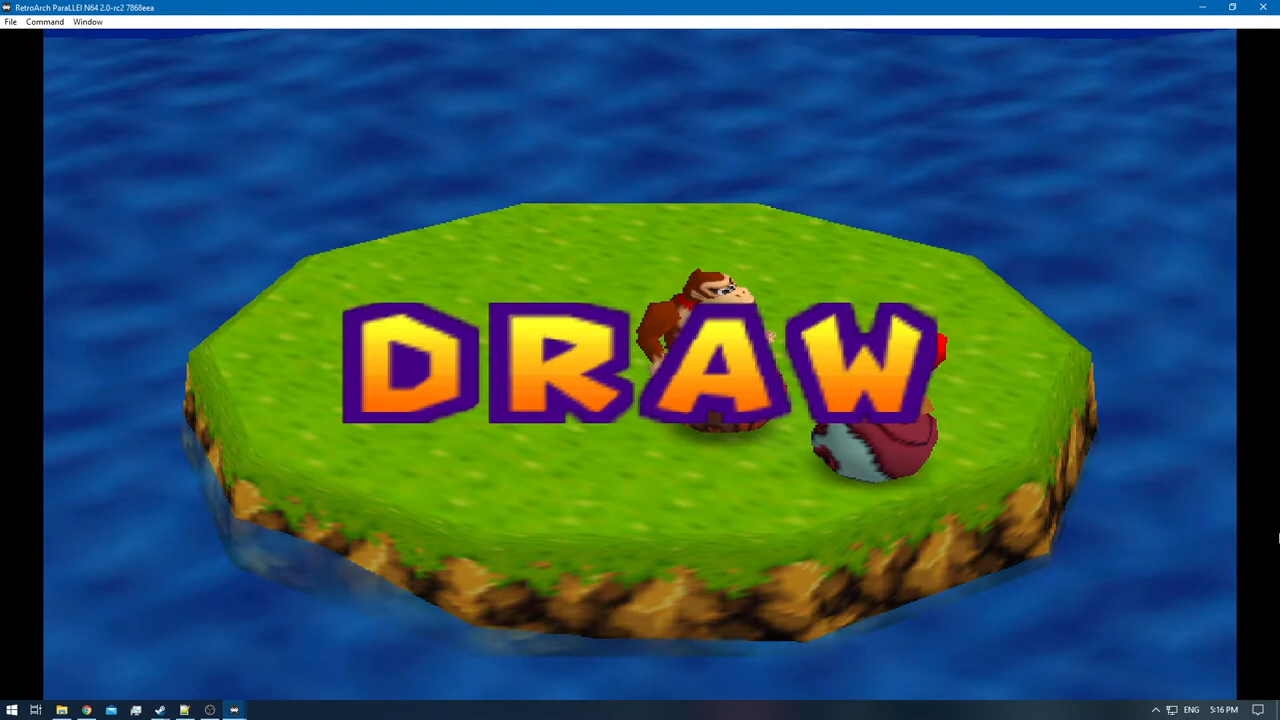 RetroArch ParaLLEl N64 2.0-rc2 7868eea
File Command Window
DRAW
ENG 5:16 PM